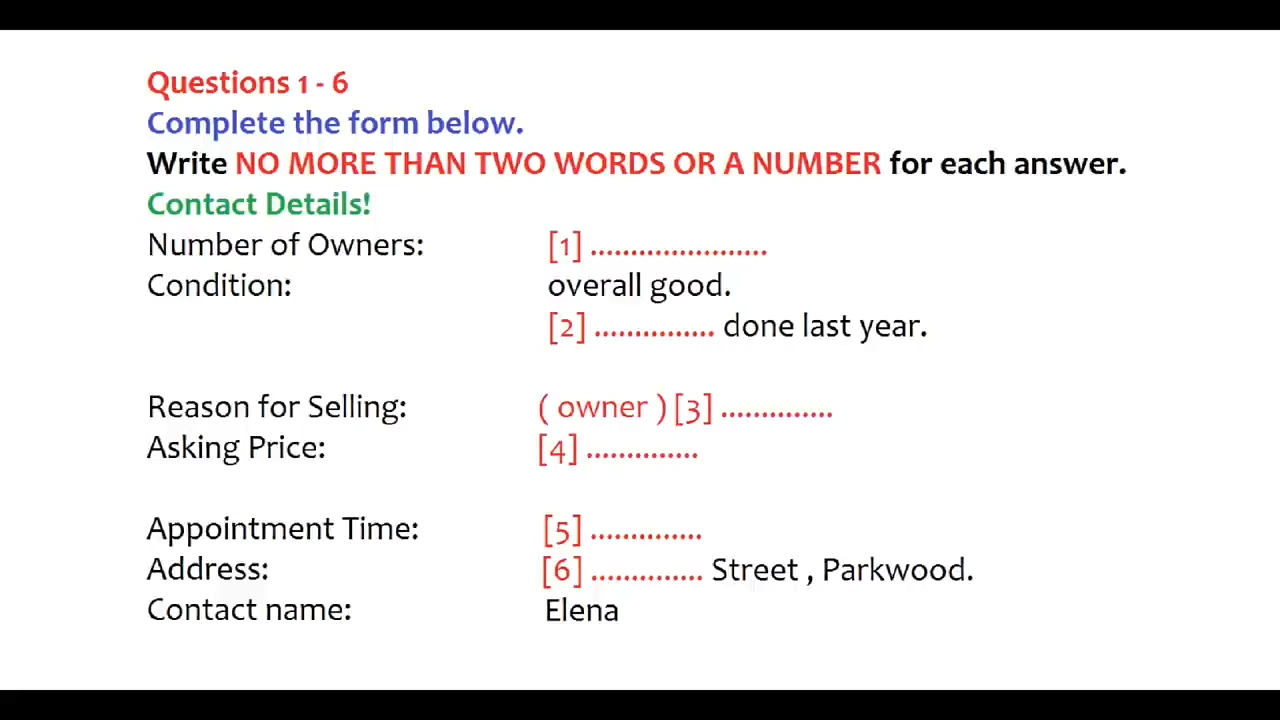 Questions 1 - 6
Complete the form below.
Write NO MORE THAN TWO WORDS OR A NUMBER for each answer.
Contact Details!
Number of Owners: [1] ......................
Condition: overall good.
[2] ............... done last year.
Reason for Selling: ( owner ) [3] ..............
Asking Price: [4] ..............
Appointment Time: [5] ..............
Address: [6] .............. Street , Parkwood.
Contact name: Elena